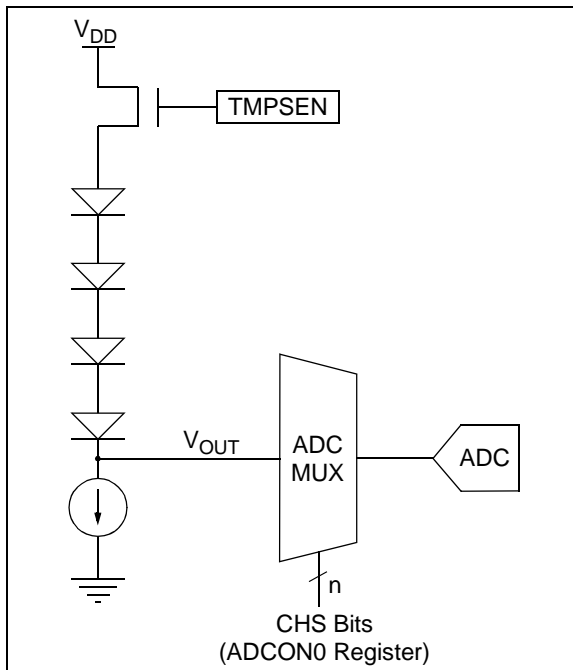 VDD
TMPSEN
VOUT
ADC
MUX
ADC
n
CHS Bits
(ADCON0 Register)